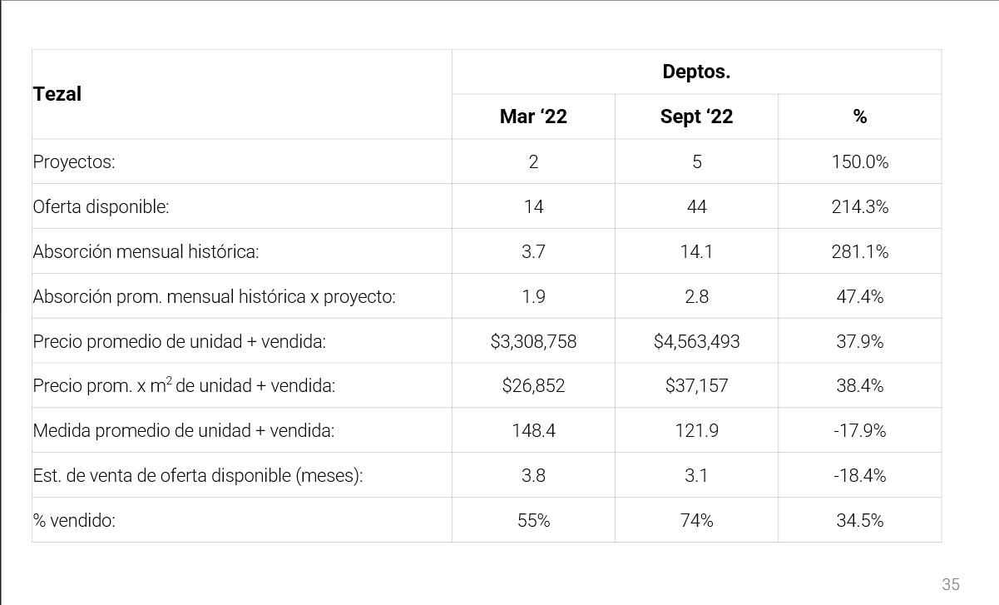 Deptos.
Tezal
Mar ‘22 Sept ‘22 %
Proyectos: 2 5 150.0%
Oferta disponible: 14 44 214.3%
Absorción mensual histórica: 3.7 14.1 281.1%
Absorción prom. mensual histórica x proyecto: 1.9 2.8 47.4%
Precio promedio de unidad + vendida: $3,308,758 $4,563,493 37.9%
Precio prom. x m² de unidad + vendida: $26,852 $37,157 38.4%
Medida promedio de unidad + vendida: 148.4 121.9 -17.9%
Est. de venta de oferta disponible (meses): 3.8 3.1 -18.4%
% vendido: 55% 74% 34.5%
35